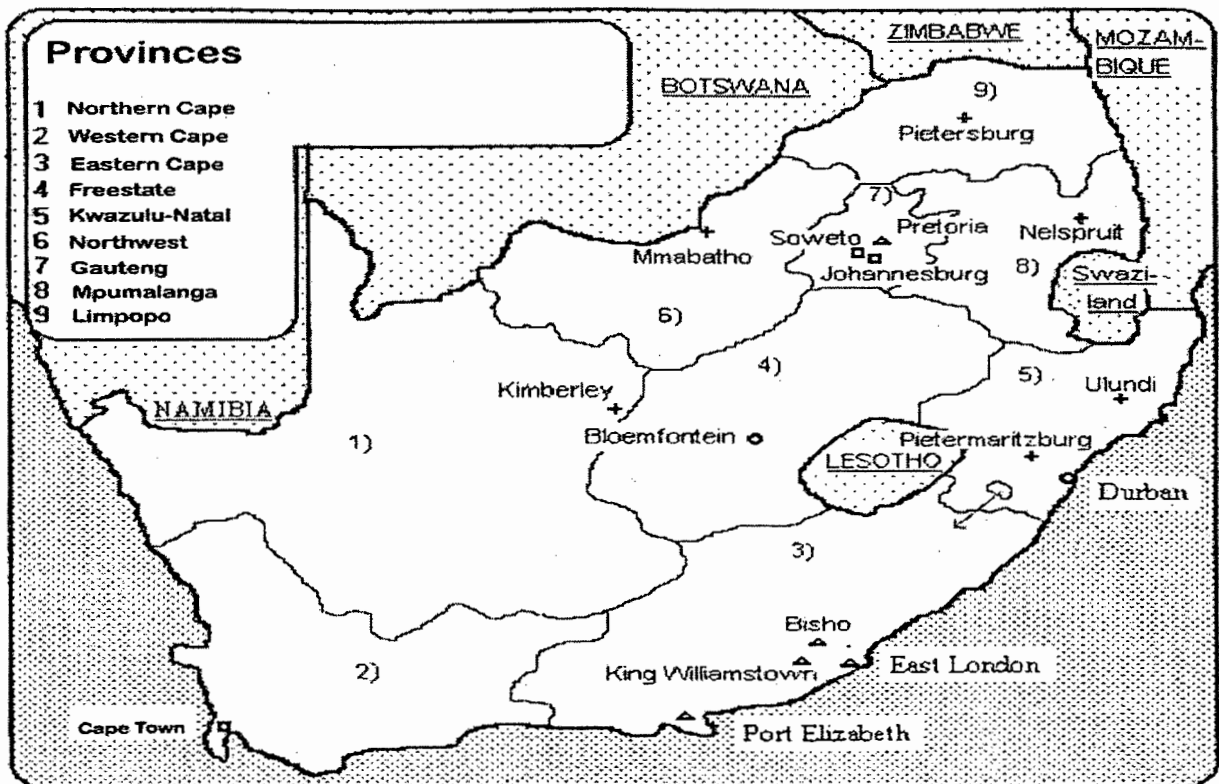 Provinces
1 Northern Cape
2 Western Cape
3 Eastern Cape
4 Freestate
5 Kwazulu-Natal
6 Northwest
7 Gauteng
8 Mpumalanga
9 Limpopo
ZIMBABWE
MOZAM-
BIQUE
BOTSWANA
9)
Pietersburg
7)
Pretoria
Soweto
Johannesburg
Nelspruit
Mmabatho
8)
Swazi-
land
6)
4)
5)
Ulundi
Kimberley
NAMIBIA
1)
Bloemfontein
Pietermaritzburg
LESOTHO
Durban
3)
Bisho
East London
King Williamstown
2)
Cape Town
Port Elizabeth